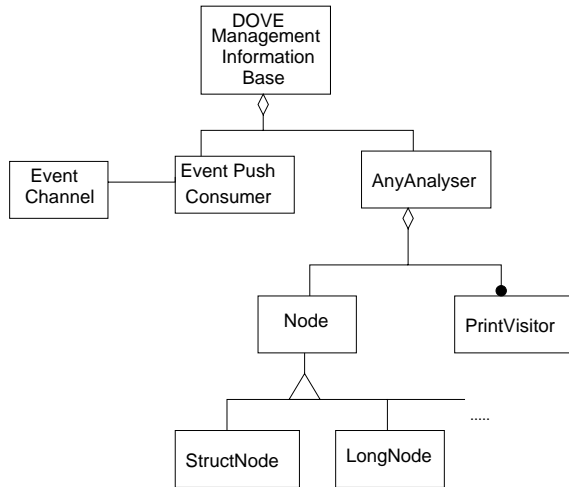 DOVE
Management
Information
Base
Event
Channel
Event Push
Consumer
AnyAnalyser
Node
PrintVisitor
.....
StructNode
LongNode